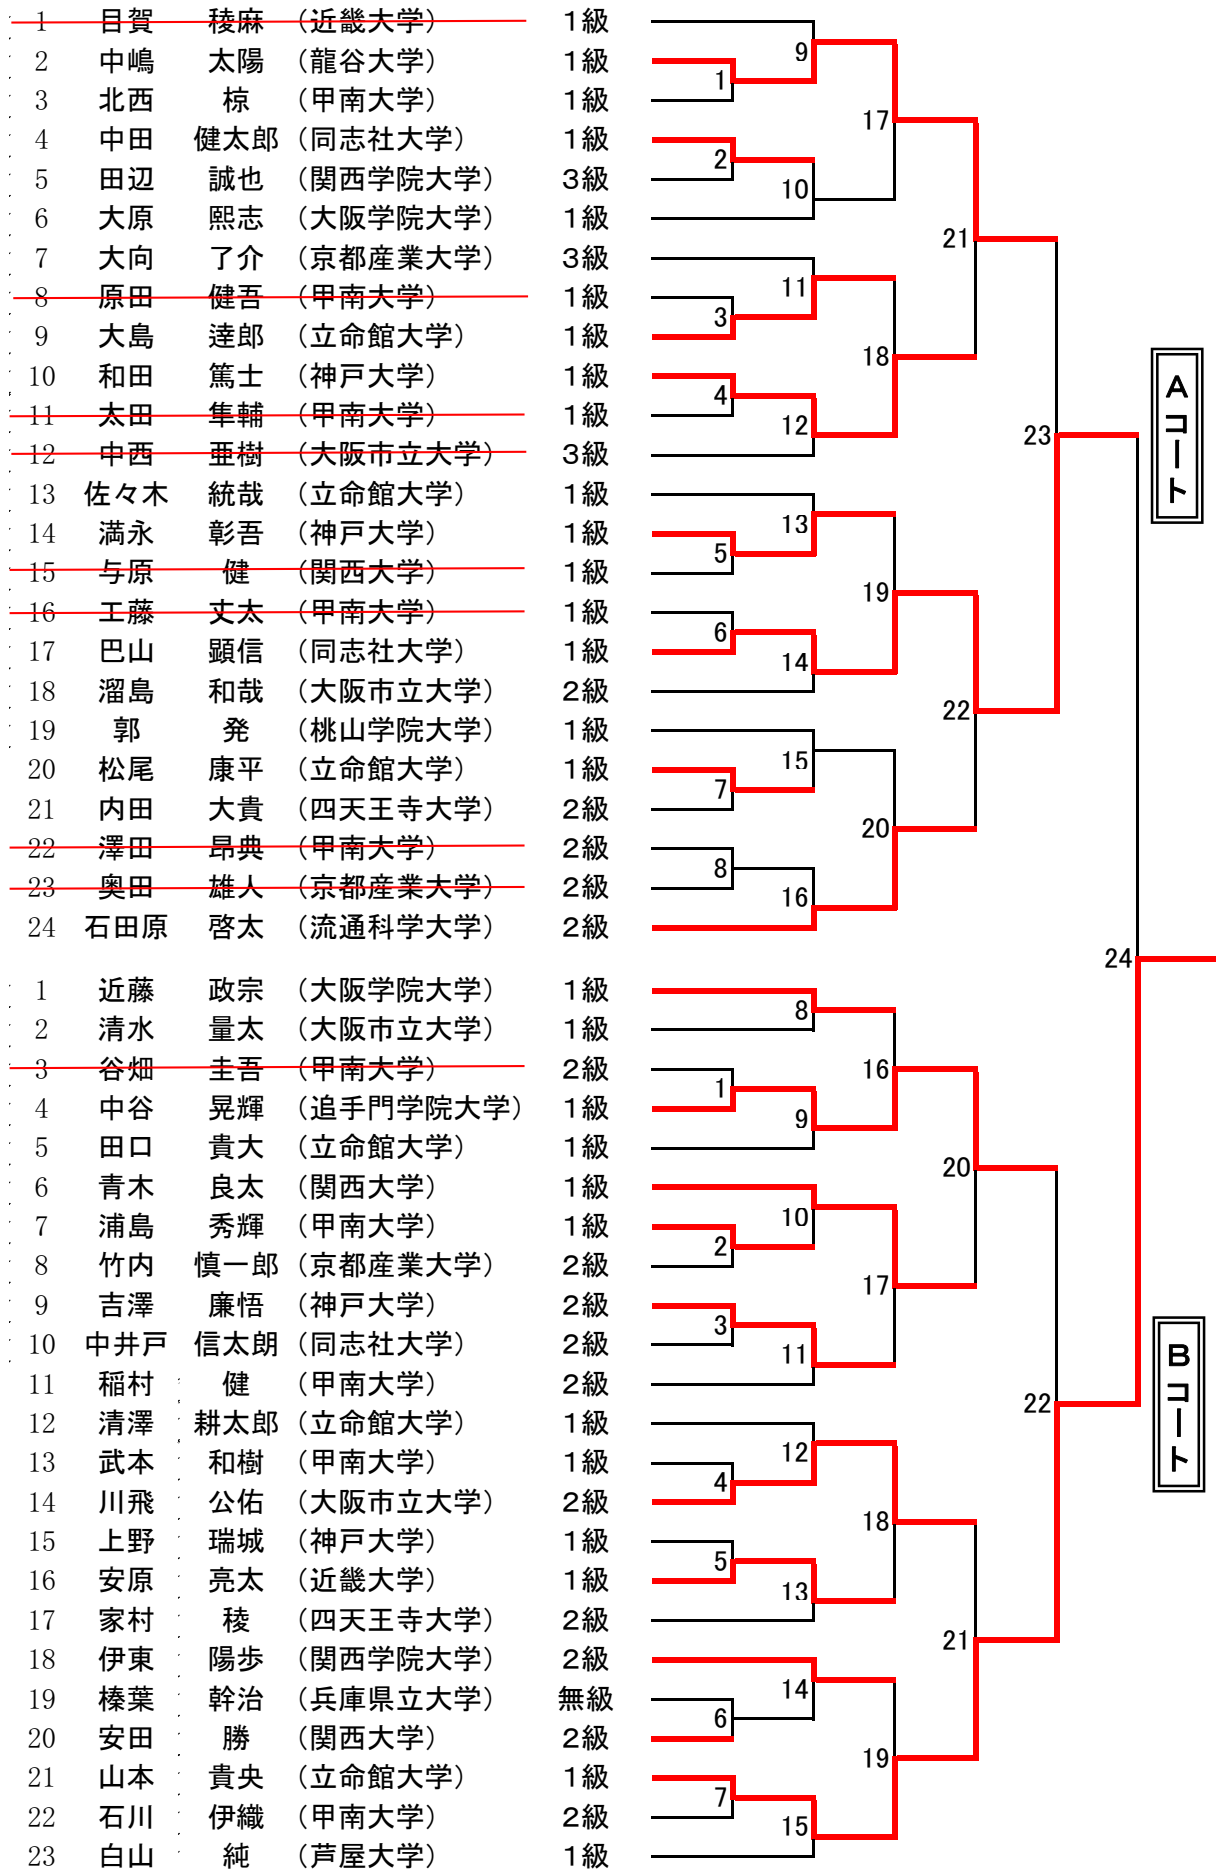 1 目賀 稜麻 （近畿大学） 1級
2 中嶋 太陽 （龍谷大学） 1級
3 北西 椋 （甲南大学） 1級
4 中田 健太郎 （同志社大学） 1級
5 田辺 誠也 （関西学院大学） 3級
6 大原 熙志 （大阪学院大学） 1級
7 大向 了介 （京都産業大学） 3級
8 原田 健吾 （甲南大学） 1級
9 大島 逹郎 （立命館大学） 1級
10 和田 篤士 （神戸大学） 1級
11 太田 隼輔 （甲南大学） 1級
12 中西 亜樹 （大阪市立大学） 3級
13 佐々木 統哉 （立命館大学） 1級
14 満永 彰吾 （神戸大学） 1級
15 与原 健 （関西大学） 1級
16 工藤 丈太 （甲南大学） 1級
17 巴山 顕信 （同志社大学） 1級
18 溜島 和哉 （大阪市立大学） 2級
19 郭 発 （桃山学院大学） 1級
20 松尾 康平 （立命館大学） 1級
21 内田 大貴 （四天王寺大学） 2級
22 澤田 昂典 （甲南大学） 2級
23 奥田 雄人 （京都産業大学） 2級
24 石田原 啓太 （流通科学大学） 2級
1 近藤 政宗 （大阪学院大学） 1級
2 清水 量太 （大阪市立大学） 1級
3 谷畑 圭吾 （甲南大学） 2級
4 中谷 晃輝 （追手門学院大学） 1級
5 田口 貴大 （立命館大学） 1級
6 青木 良太 （関西大学） 1級
7 浦島 秀輝 （甲南大学） 1級
8 竹内 慎一郎 （京都産業大学） 2級
9 吉澤 廉悟 （神戸大学） 2級
10 中井戸 信太朗 （同志社大学） 2級
11 稲村 健 （甲南大学） 2級
12 清澤 耕太郎 （立命館大学） 1級
13 武本 和樹 （甲南大学） 1級
14 川飛 公佑 （大阪市立大学） 2級
15 上野 瑞城 （神戸大学） 1級
16 安原 亮太 （近畿大学） 1級
17 家村 稜 （四天王寺大学） 2級
18 伊東 陽歩 （関西学院大学） 2級
19 榛葉 幹治 （兵庫県立大学） 無級
20 安田 勝 （関西大学） 2級
21 山本 貴央 （立命館大学） 1級
22 石川 伊織 （甲南大学） 2級
23 白山 純 （芦屋大学） 1級
1
2
3
4
5
6
7
8
9
10
11
12
13
14
15
16
17
18
19
20
21
22
23
24
1
2
3
4
5
6
7
8
9
10
11
12
13
14
15
16
17
18
19
20
21
22
Aコート
Bコート